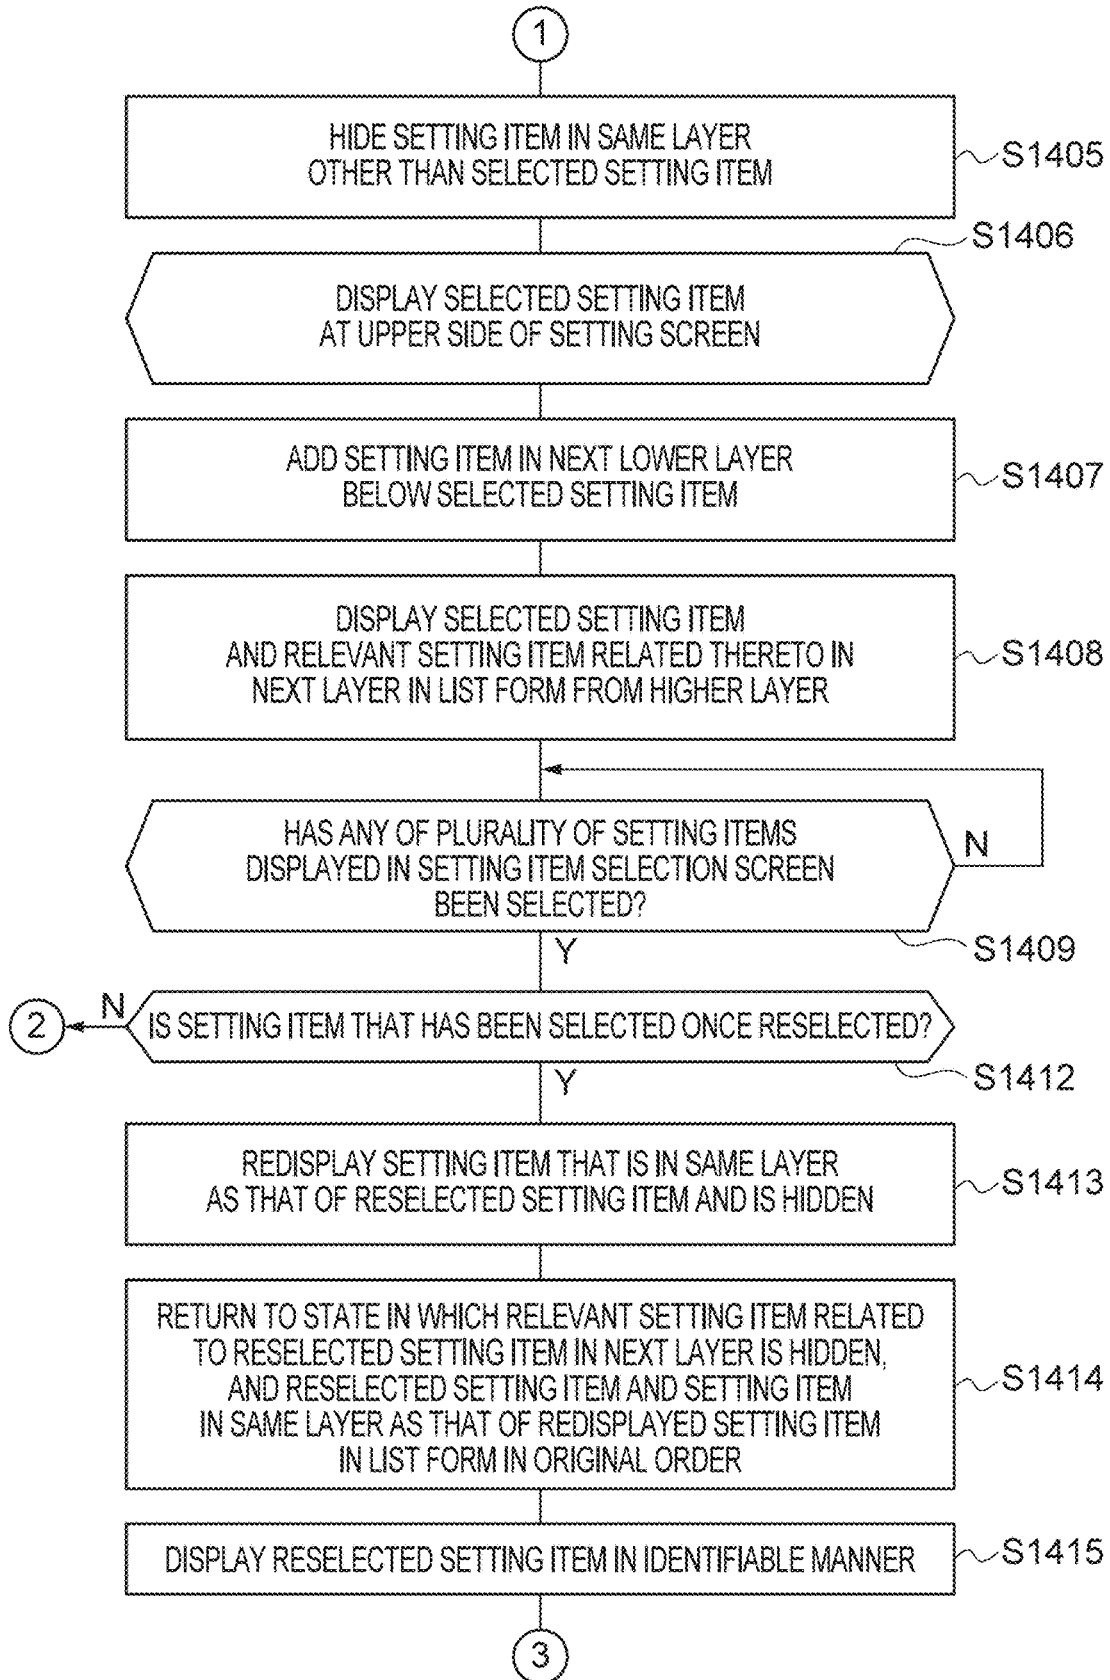 1
HIDE SETTING ITEM IN SAME LAYER
OTHER THAN SELECTED SETTING ITEM
S1405
S1406
DISPLAY SELECTED SETTING ITEM
AT UPPER SIDE OF SETTING SCREEN
ADD SETTING ITEM IN NEXT LOWER LAYER
BELOW SELECTED SETTING ITEM
S1407
DISPLAY SELECTED SETTING ITEM
AND RELEVANT SETTING ITEM RELATED THERETO IN
NEXT LAYER IN LIST FORM FROM HIGHER LAYER
S1408
HAS ANY OF PLURALITY OF SETTING ITEMS
DISPLAYED IN SETTING ITEM SELECTION SCREEN
BEEN SELECTED?
N
S1409
Y
2
N
IS SETTING ITEM THAT HAS BEEN SELECTED ONCE RESELECTED?
S1412
Y
REDISPLAY SETTING ITEM THAT IS IN SAME LAYER
AS THAT OF RESELECTED SETTING ITEM AND IS HIDDEN
S1413
RETURN TO STATE IN WHICH RELEVANT SETTING ITEM RELATED
TO RESELECTED SETTING ITEM IN NEXT LAYER IS HIDDEN,
AND RESELECTED SETTING ITEM AND SETTING ITEM
IN SAME LAYER AS THAT OF REDISPLAYED SETTING ITEM
IN LIST FORM IN ORIGINAL ORDER
S1414
DISPLAY RESELECTED SETTING ITEM IN IDENTIFIABLE MANNER
S1415
3